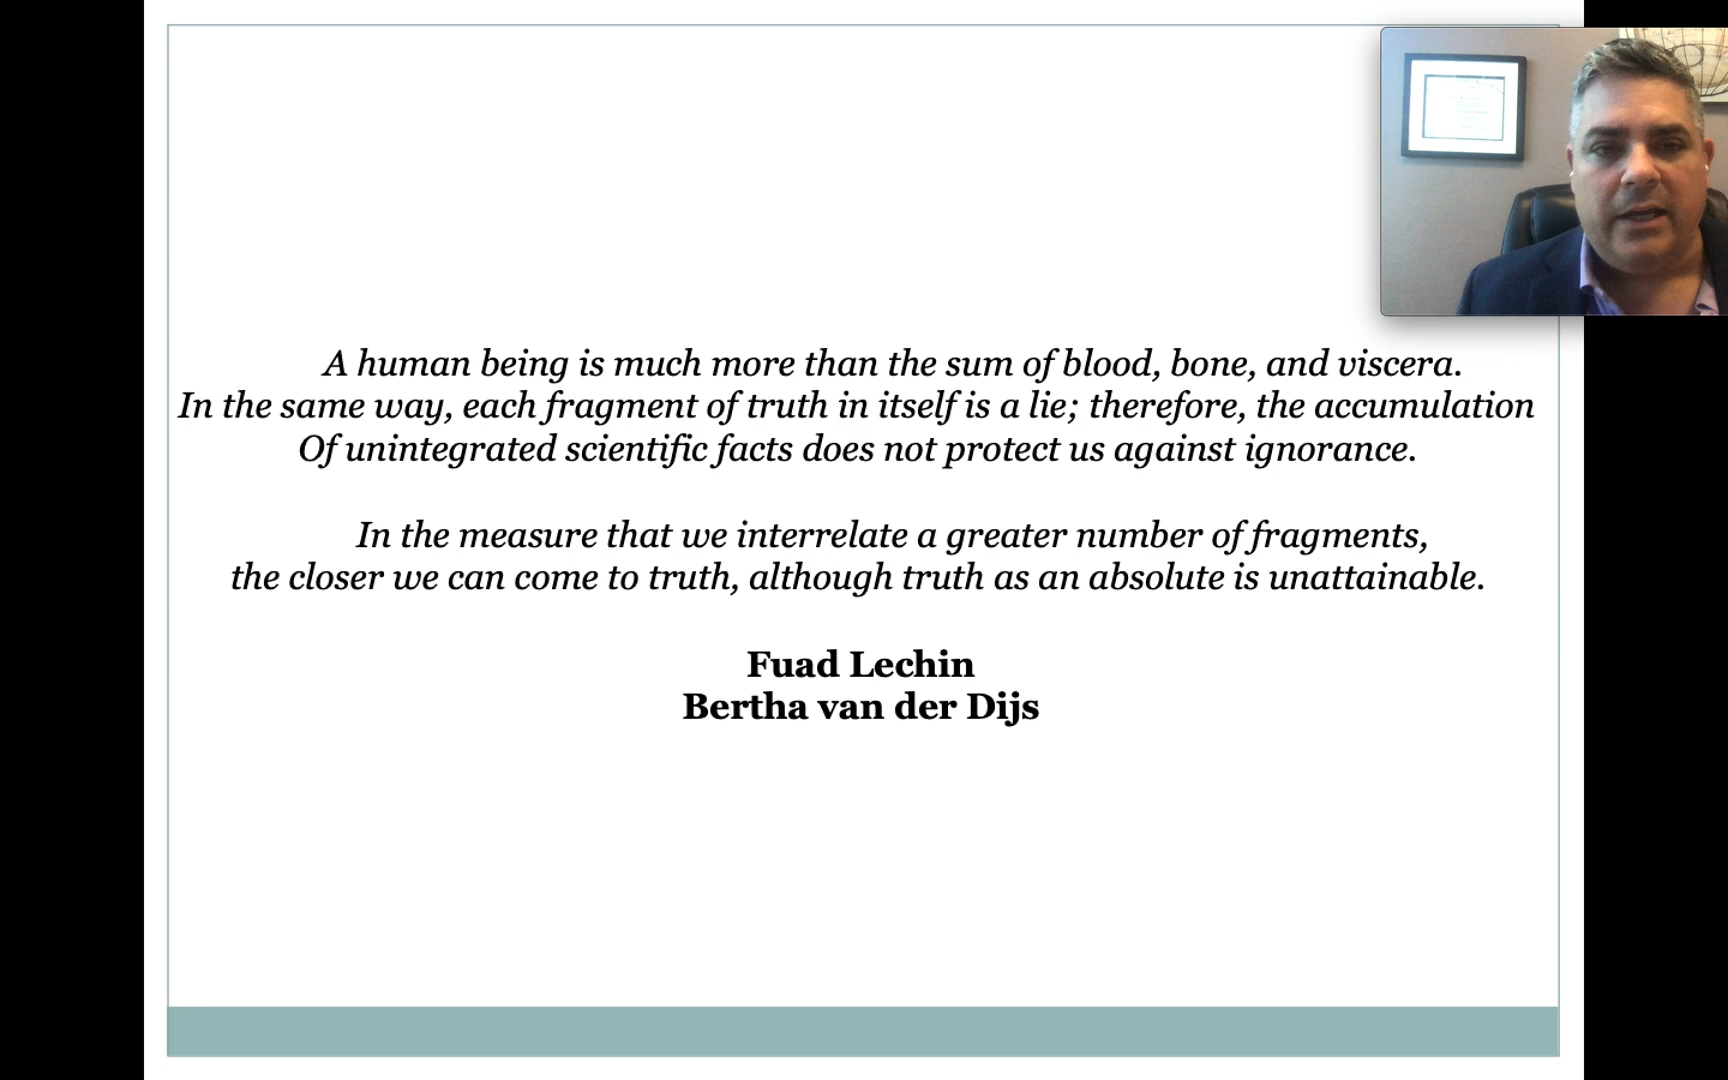 A human being is much more than the sum of blood, bone, and viscera.
In the same way, each fragment of truth in itself is a lie; therefore, the accumulation
Of unintegrated scientific facts does not protect us against ignorance.
In the measure that we interrelate a greater number of fragments,
the closer we can come to truth, although truth as an absolute is unattainable.
Fuad Lechin
Bertha van der Dijs